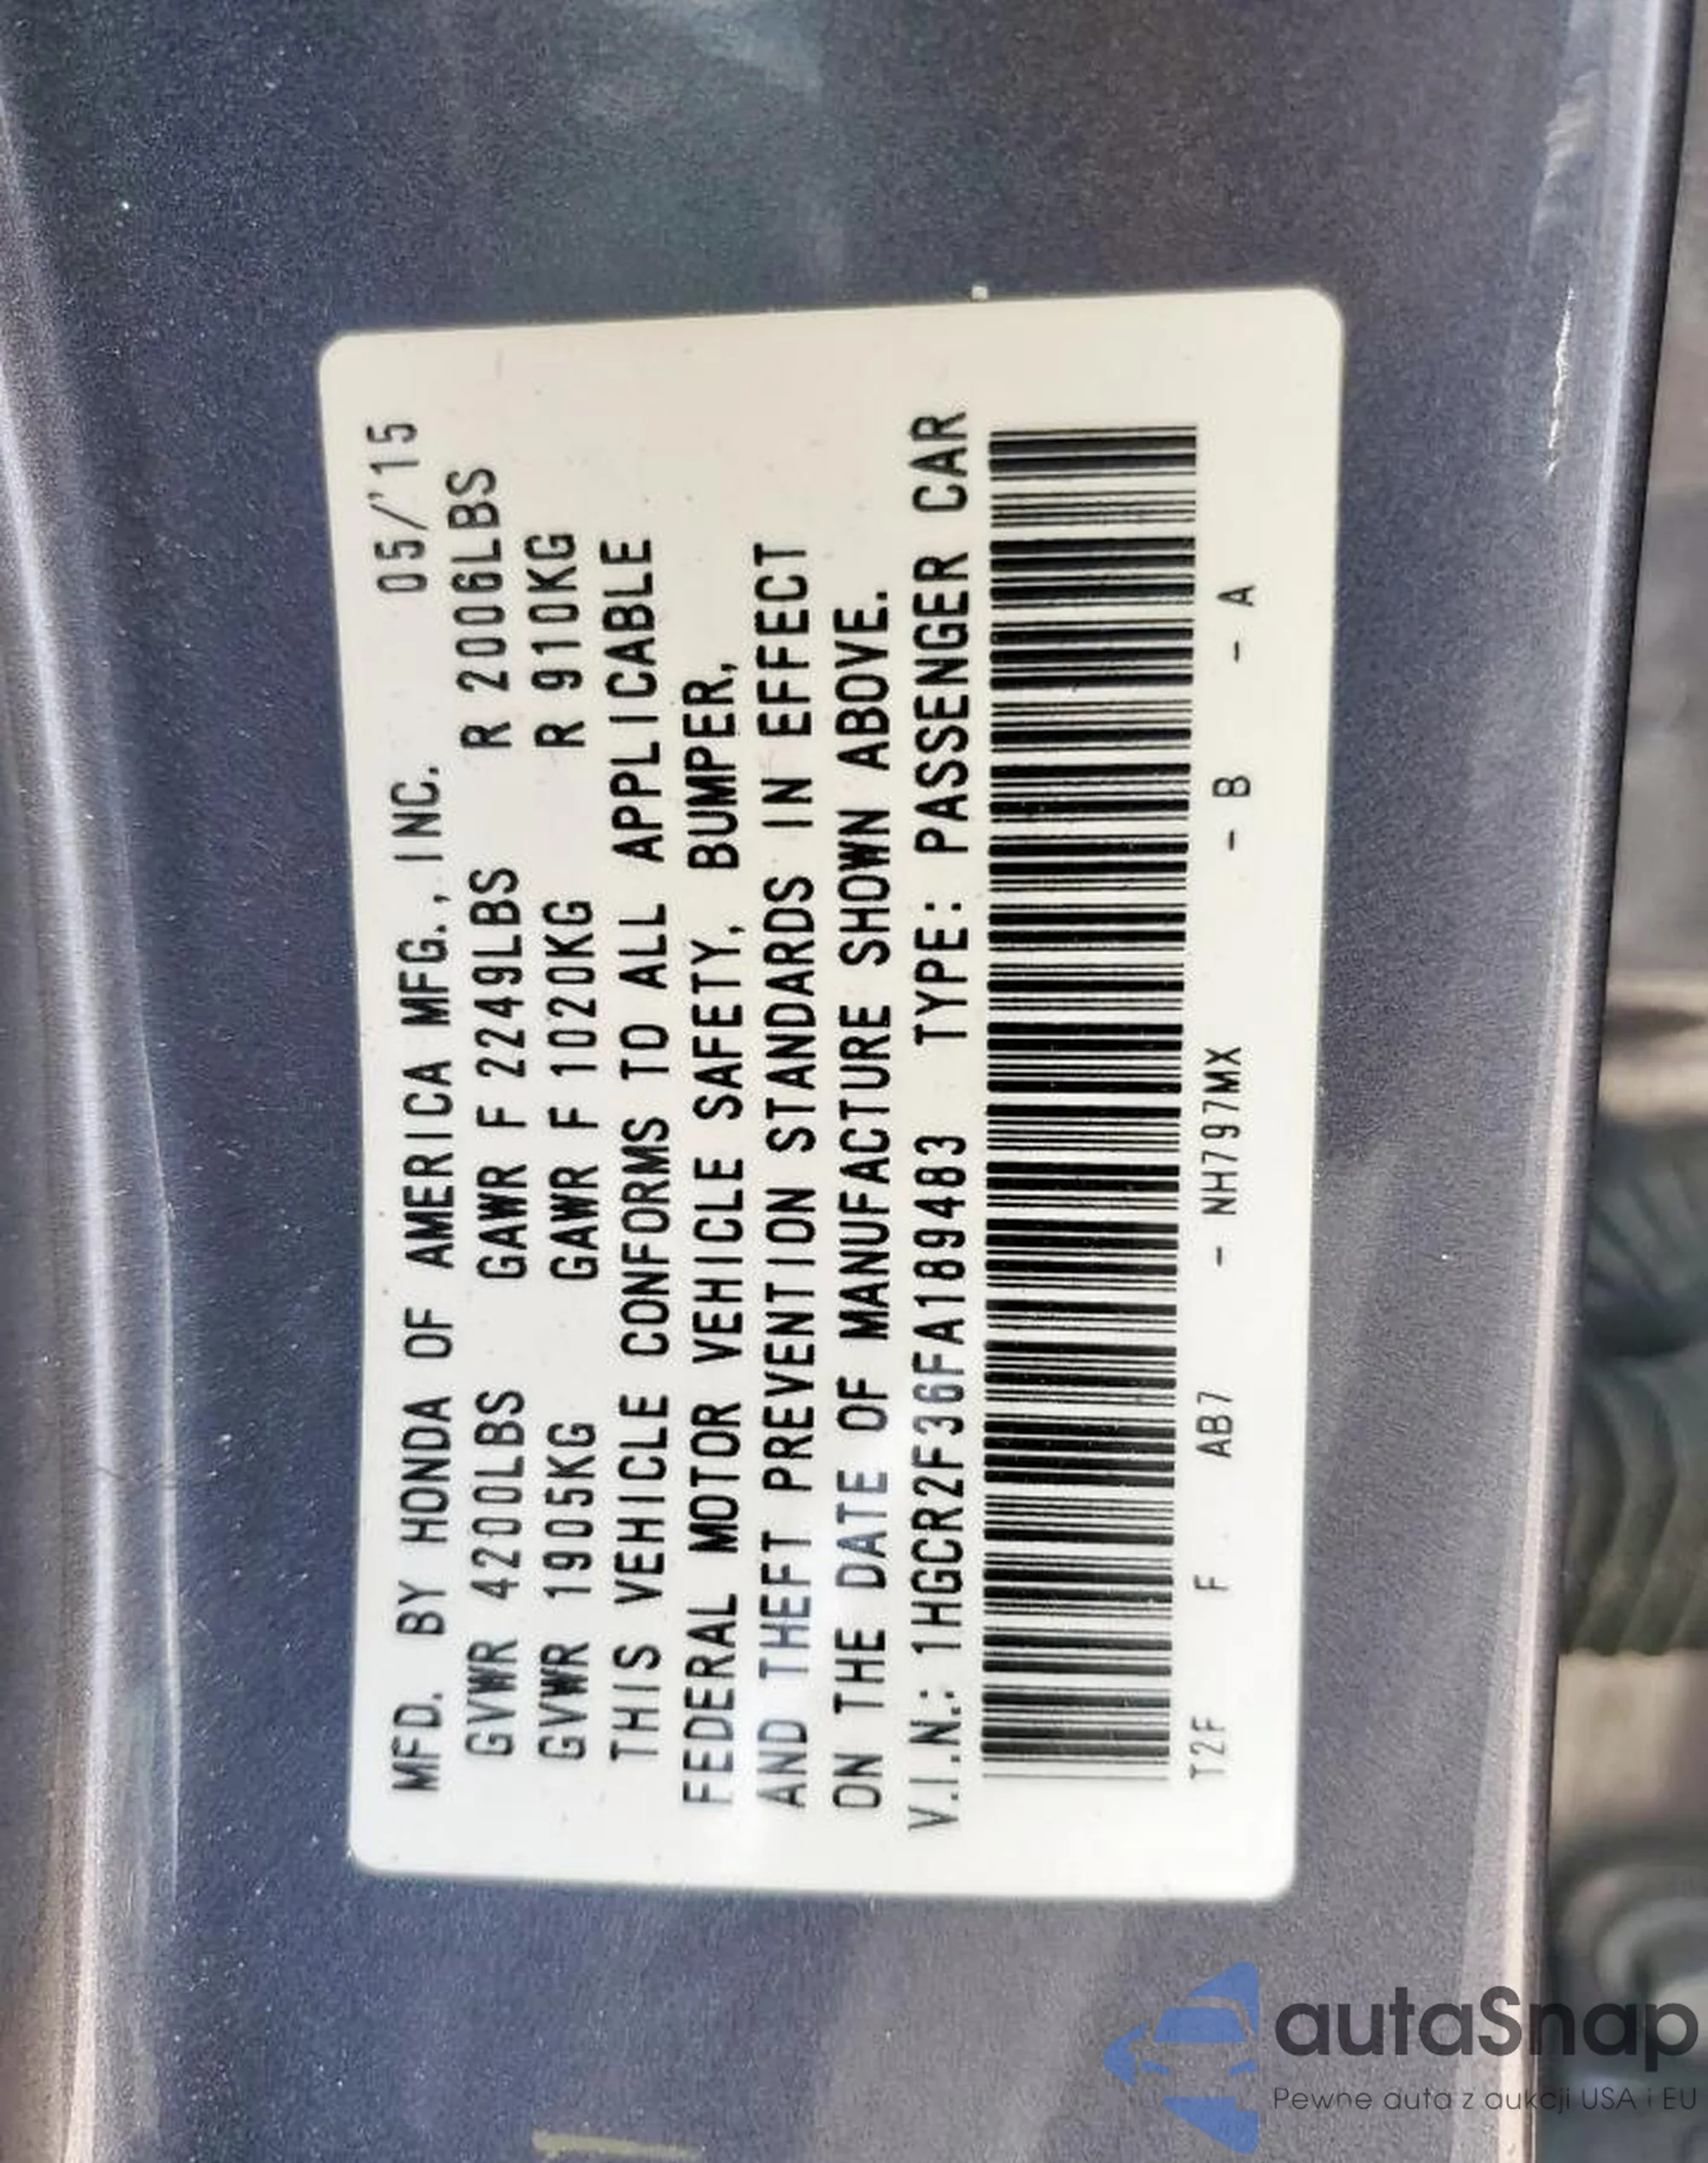 MFD. BY HONDA OF AMERICA MFG., INC. 05/'15
GVWR 4200LBS GAWR F 2249LBS R 2006LBS
GVWR 1905KG GAWR F 1020KG R 910KG
THIS VEHICLE CONFORMS TO ALL APPLICABLE
FEDERAL MOTOR VEHICLE SAFETY, BUMPER,
AND THEFT PREVENTION STANDARDS IN EFFECT
ON THE DATE OF MANUFACTURE SHOWN ABOVE.
V.I.N.: 1HGCR2F36FA189483 TYPE: PASSENGER CAR
T2F F AB7 - NH797MX - B - A
autaSnap
Pewne auta z aukcji USA i EU